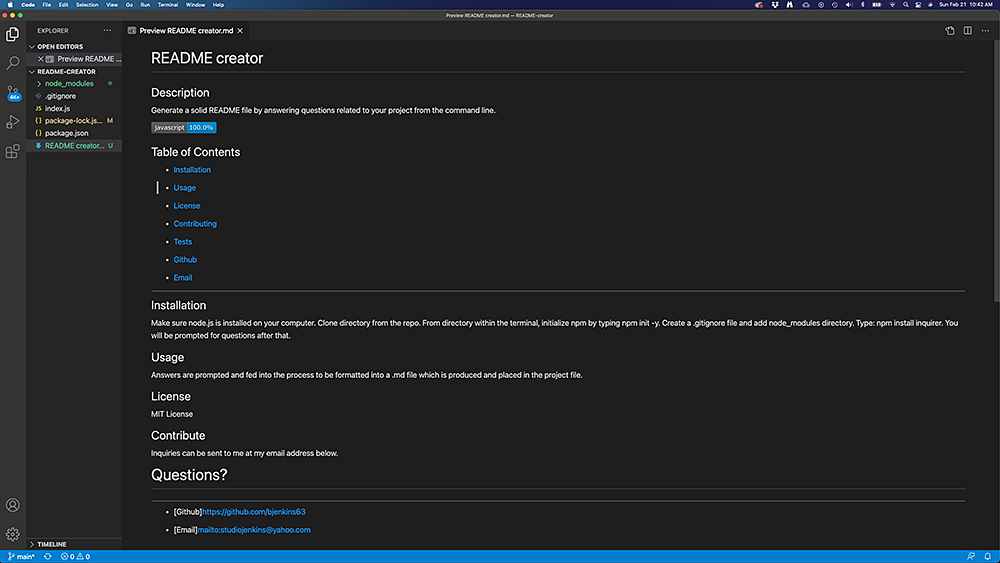 Code File Edit Selection View Go Run Terminal Window Help Sun Feb 21 10:42 AM
Preview README creator.md — README-creator
EXPLORER ···
OPEN EDITORS
Preview README ...
README-CREATOR
node_modules
.gitignore
JS index.js
{ } package-lock.js... M
{ } package.json
README creator... U
TIMELINE
4K+
Preview README creator.md
README creator
Description
Generate a solid README file by answering questions related to your project from the command line.
javascript 100.0%
Table of Contents
• Installation
• Usage
• License
• Contributing
• Tests
• Github
• Email
Installation
Make sure node.js is installed on your computer. Clone directory from the repo. From directory within the terminal, initialize npm by typing npm init -y. Create a .gitignore file and add node_modules directory. Type: npm install inquirer. You
will be prompted for questions after that.
Usage
Answers are prompted and fed into the process to be formatted into a .md file which is produced and placed in the project file.
License
MIT License
Contribute
Inquiries can be sent to me at my email address below.
Questions?
• [Github]https://github.com/bjenkins63
• [Email]mailto:studiojenkins@yahoo.com
main* 0 0